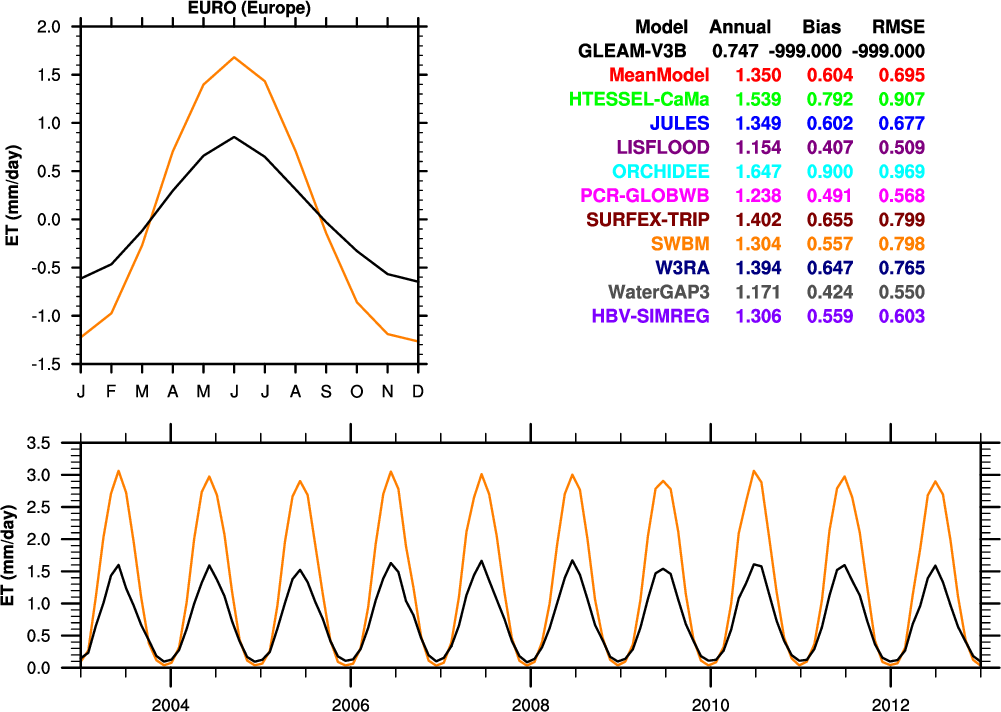 EURO (Europe)
2.0
1.5
1.0
0.5
0.0
-0.5
-1.0
-1.5
ET (mm/day)
J F M A M J J A S O N D
Model Annual Bias RMSE
GLEAM-V3B 0.747 -999.000 -999.000
MeanModel 1.350 0.604 0.695
HTESSEL-CaMa 1.539 0.792 0.907
JULES 1.349 0.602 0.677
LISFLOOD 1.154 0.407 0.509
ORCHIDEE 1.647 0.900 0.969
PCR-GLOBWB 1.238 0.491 0.568
SURFEX-TRIP 1.402 0.655 0.799
SWBM 1.304 0.557 0.798
W3RA 1.394 0.647 0.765
WaterGAP3 1.171 0.424 0.550
HBV-SIMREG 1.306 0.559 0.603
3.5
3.0
2.5
2.0
1.5
1.0
0.5
0.0
ET (mm/day)
2004 2006 2008 2010 2012